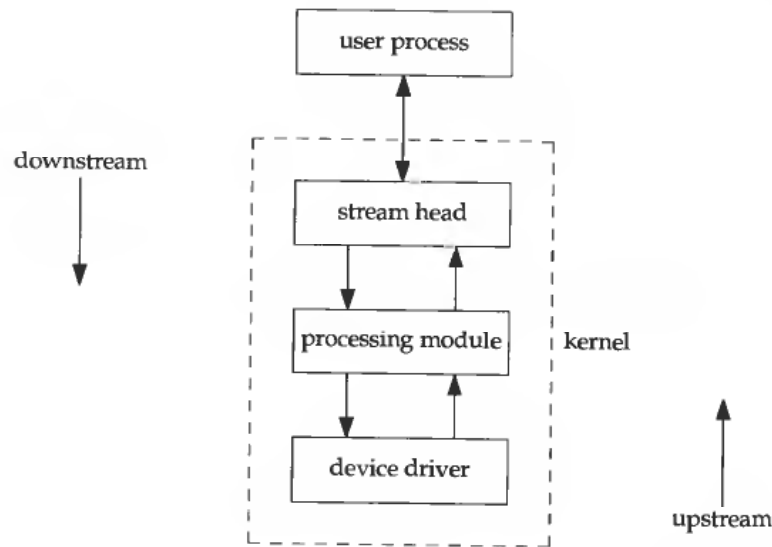 user process
downstream
stream head
processing module
kernel
device driver
upstream